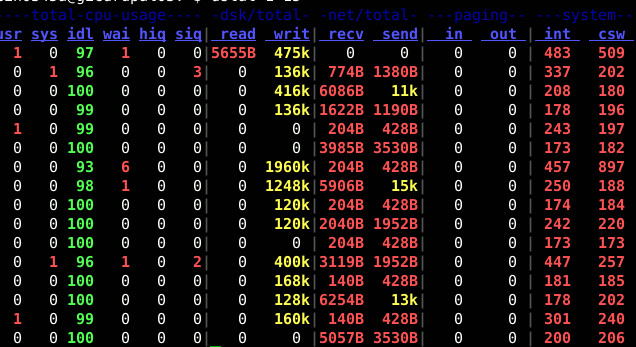 ----total-cpu-usage---- -dsk/total- -net/total- ---paging-- ---system--
usr sys idl wai hiq siq| read  writ| recv  send|  in   out | int   csw
1   0  97   1   0   0|5655B  475k|   0     0 |   0     0 | 483   509
0   1  96   0   0   3|   0   136k| 774B 1380B|   0     0 | 337   202
0   0 100   0   0   0|   0   416k|6086B   11k|   0     0 | 208   180
0   0  99   0   0   0|   0   136k|1622B 1190B|   0     0 | 178   196
1   0  99   0   0   0|   0     0 | 204B  428B|   0     0 | 243   197
0   0 100   0   0   0|   0     0 |3985B 3530B|   0     0 | 173   182
0   0  93   6   0   0|   0  1960k| 204B  428B|   0     0 | 457   897
0   0  98   1   0   0|   0  1248k|5906B   15k|   0     0 | 250   188
0   0 100   0   0   0|   0   120k| 204B  428B|   0     0 | 174   184
0   0 100   0   0   0|   0   120k|2040B 1952B|   0     0 | 242   220
0   0 100   0   0   0|   0     0 | 204B  428B|   0     0 | 173   173
0   1  96   1   0   2|   0   400k|3119B 1952B|   0     0 | 447   257
0   0 100   0   0   0|   0   168k| 140B  428B|   0     0 | 181   185
0   0 100   0   0   0|   0   128k|6254B   13k|   0     0 | 178   202
1   0  99   0   0   0|   0   160k| 140B  428B|   0     0 | 301   240
0   0 100   0   0   0|   0     0 |5057B 3530B|   0     0 | 200   206